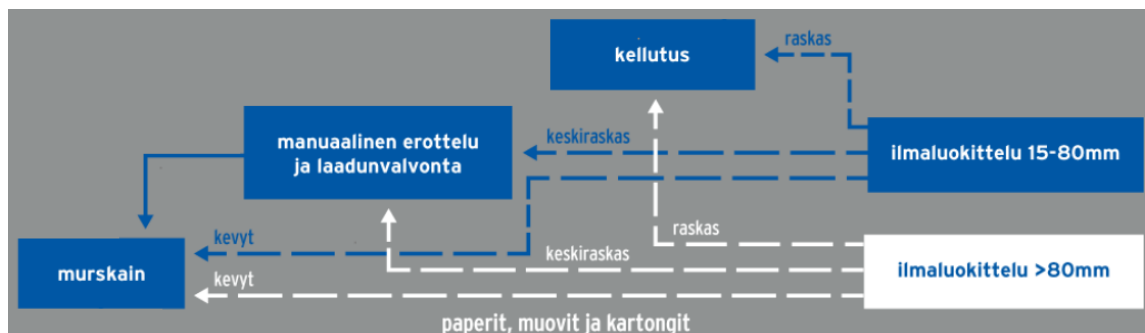 raskas
kellutus
manuaalinen erottelu
ja laadunvalvonta
keskiraskas
ilmaluokittelu 15-80mm
kevyt
raskas
keskiraskas
murskain
kevyt
ilmaluokittelu >80mm
paperit, muovit ja kartongit